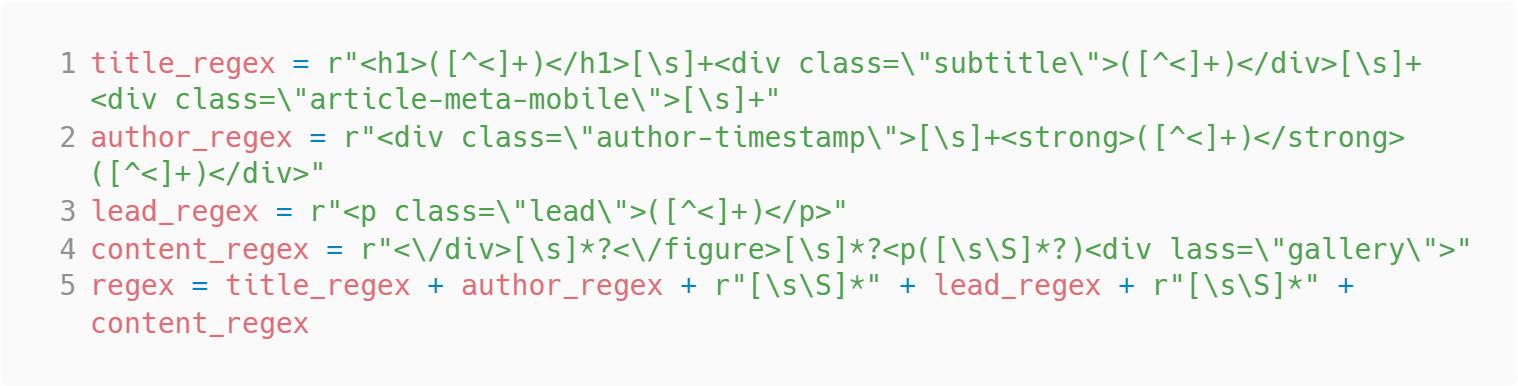 1 title_regex = r"<h1>([^<]+)</h1>[\s]+<div class=\"subtitle\">([^<]+)</div>[\s]+
<div class=\"article-meta-mobile\">[\s]+"
2 author_regex = r"<div class=\"author-timestamp\">[\s]+<strong>([^<]+)</strong>
([^<]+)</div>"
3 lead_regex = r"<p class=\"lead\">([^<]+)</p>"
4 content_regex = r"<\/div>[\s]*?<\/figure>[\s]*?<p([\s\S]*?)<div lass=\"gallery\">"
5 regex = title_regex + author_regex + r"[\s\S]*" + lead_regex + r"[\s\S]*" +
content_regex